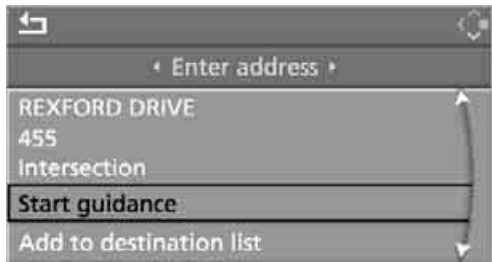 Enter address
REXFORD DRIVE
455
Intersection
Start guidance
Add to destination list